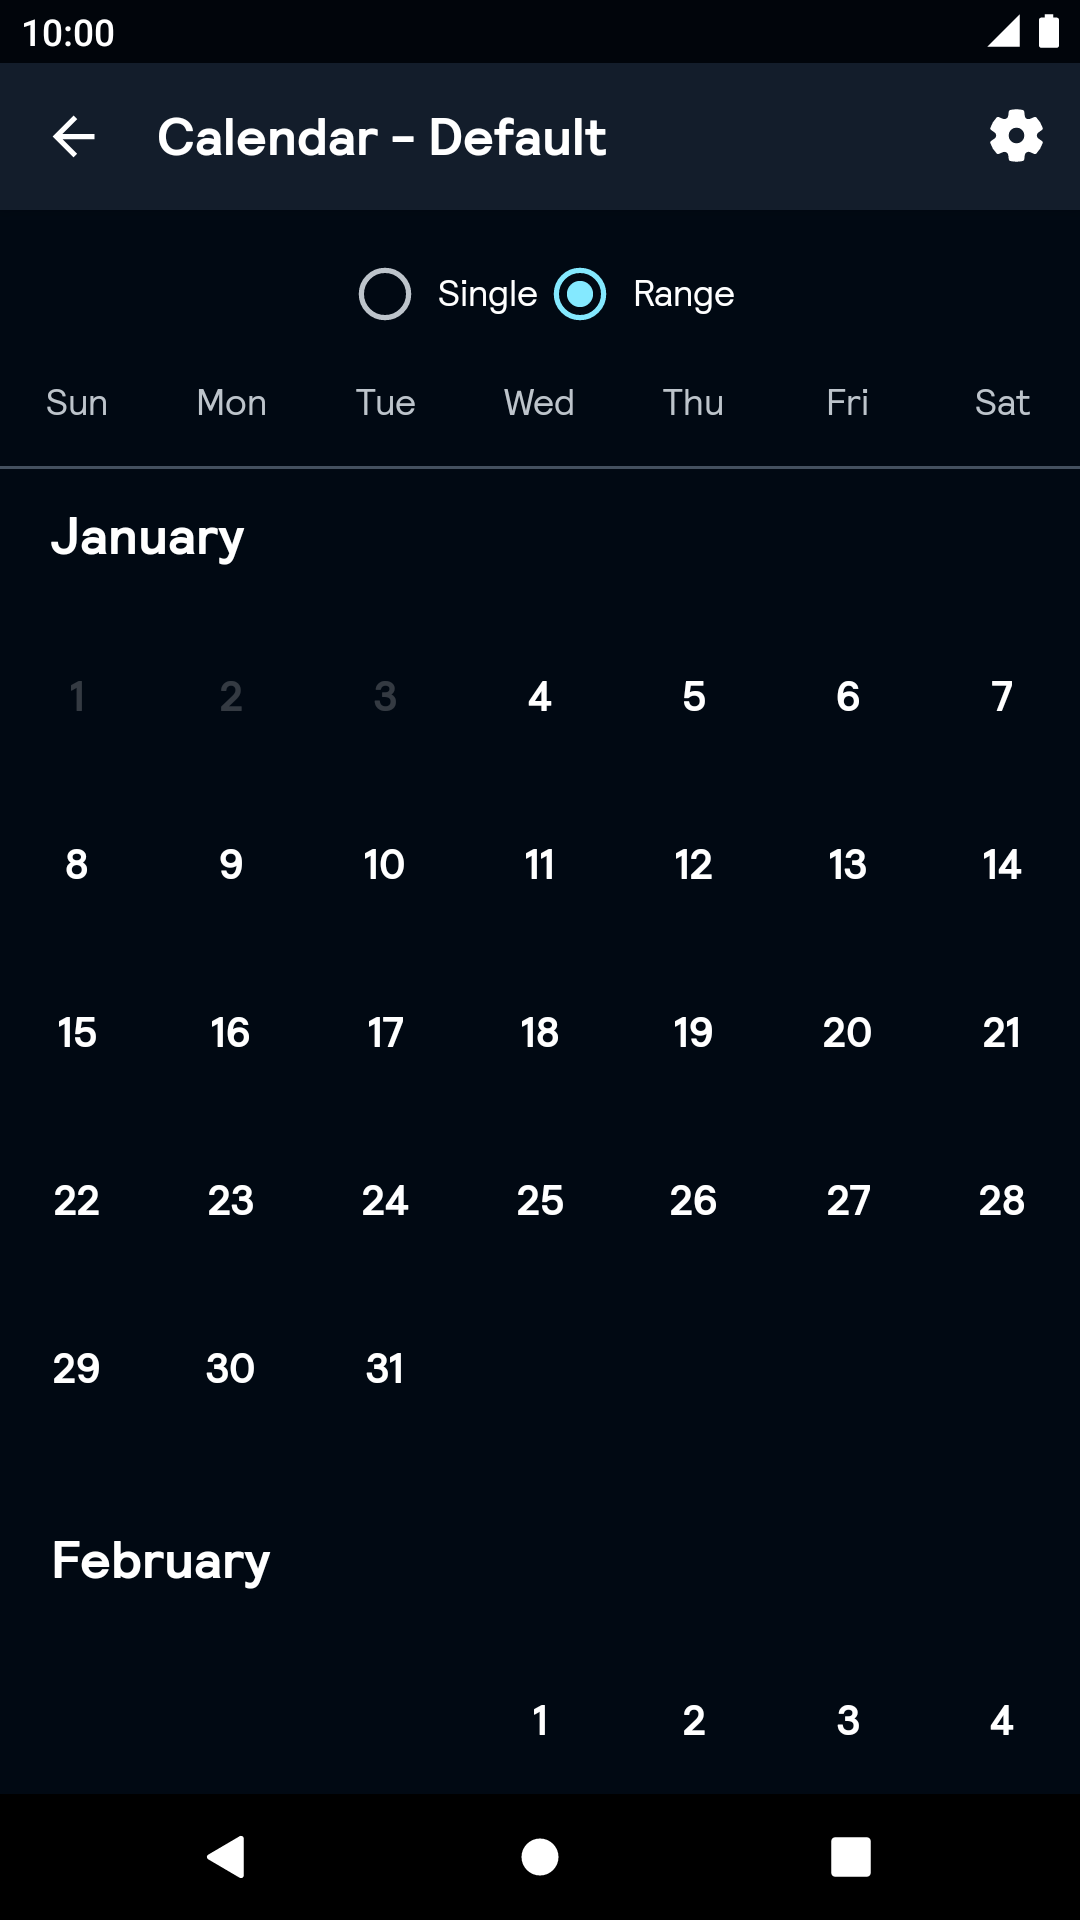 10:00
Calendar - Default
Single Range
Sun Mon Tue Wed Thu Fri Sat
January
1 2 3 4 5 6 7
8 9 10 11 12 13 14
15 16 17 18 19 20 21
22 23 24 25 26 27 28
29 30 31
February
1 2 3 4